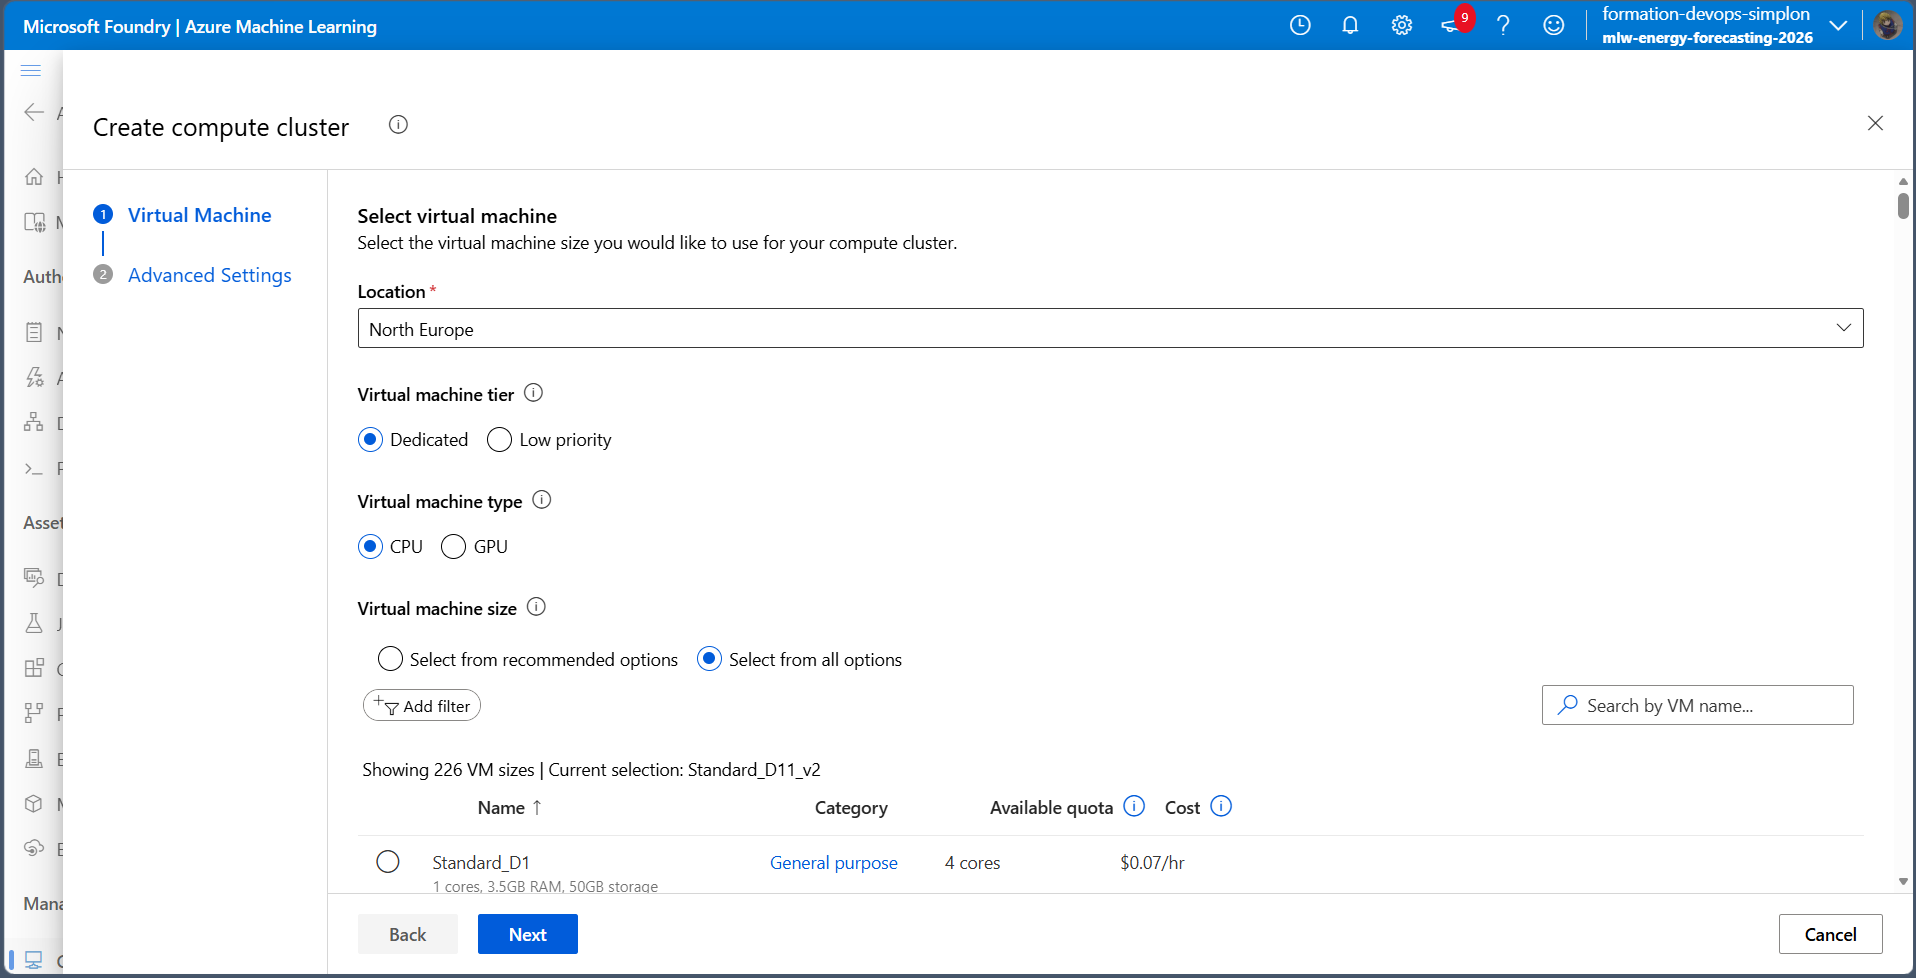 Microsoft Foundry | Azure Machine Learning
9
formation-devops-simplon
mlw-energy-forecasting-2026
Create compute cluster
1 Virtual Machine
2 Advanced Settings
Select virtual machine
Select the virtual machine size you would like to use for your compute cluster.
Location *
North Europe
Virtual machine tier
Dedicated Low priority
Virtual machine type
CPU GPU
Virtual machine size
Select from recommended options Select from all options
Add filter
Search by VM name...
Showing 226 VM sizes | Current selection: Standard_D11_v2
Name ↑ Category Available quota Cost
Standard_D1 General purpose 4 cores $0.07/hr
1 cores, 3.5GB RAM, 50GB storage
Back Next Cancel